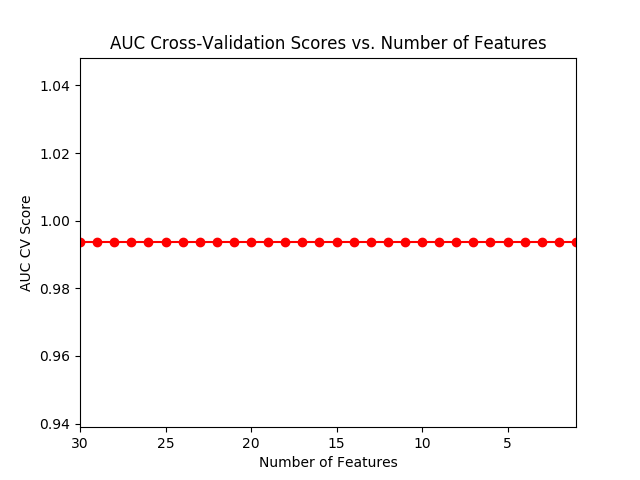 AUC Cross-Validation Scores vs. Number of Features
1.04
1.02
1.00
0.98
0.96
0.94
AUC CV Score
30 25 20 15 10 5
Number of Features